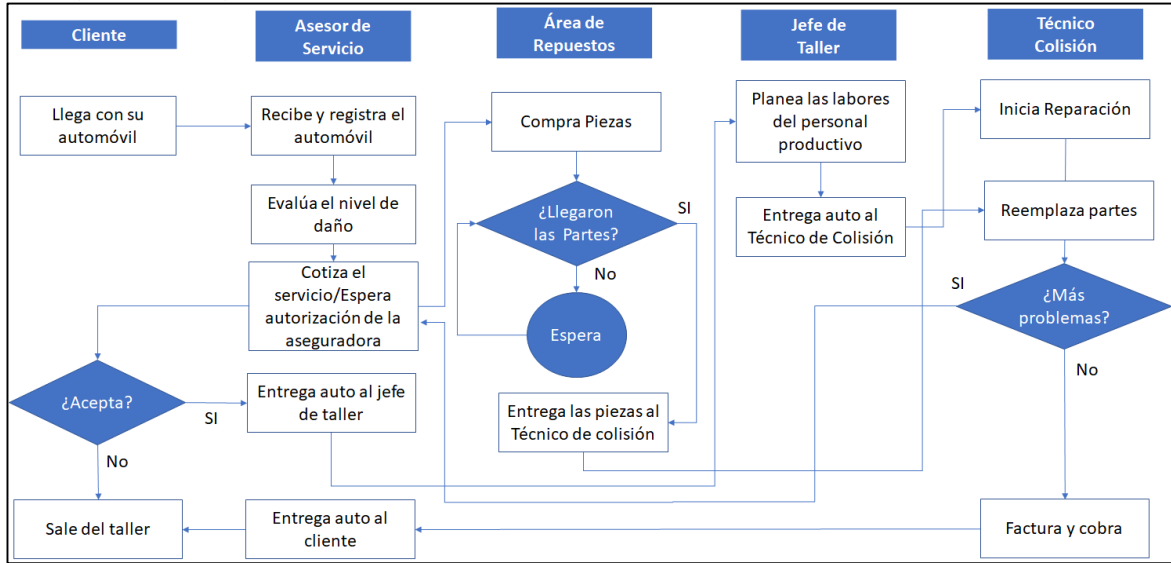 Cliente
Asesor de
Servicio
Área de
Repuestos
Jefe de
Taller
Técnico
Colisión
Llega con su
automóvil
Recibe y registra el
automóvil
Evalúa el nivel de
daño
Cotiza el
servicio/Espera
autorización de la
aseguradora
¿Acepta?
SI
No
Entrega auto al jefe
de taller
Sale del taller
Entrega auto al
cliente
Compra Piezas
¿Llegaron
las Partes?
SI
No
Espera
Entrega las piezas al
Técnico de colisión
Planea las labores
del personal
productivo
Entrega auto al
Técnico de Colisión
Inicia Reparación
Reemplaza partes
¿Más
problemas?
SI
No
Factura y cobra